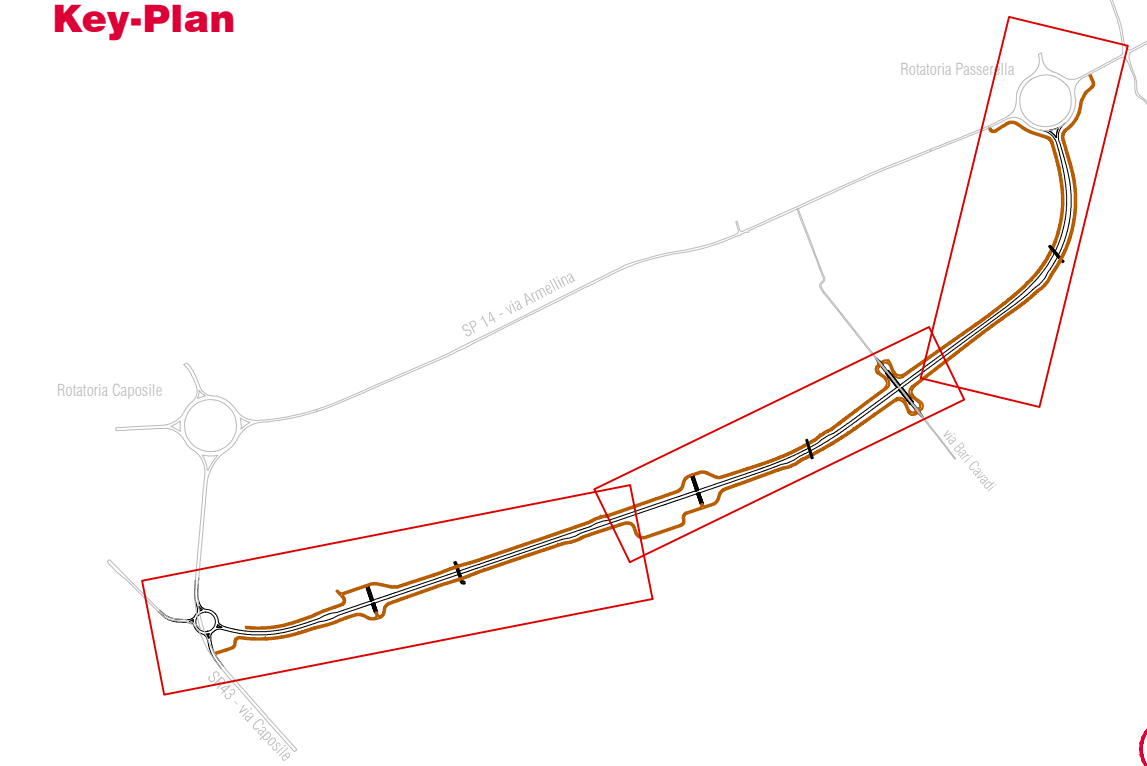 Key-Plan
Rotatoria Passerella
SP 14 - via Armellina
Rotatoria Caposile
via Bari Cavadi
SP43 - via Caposile